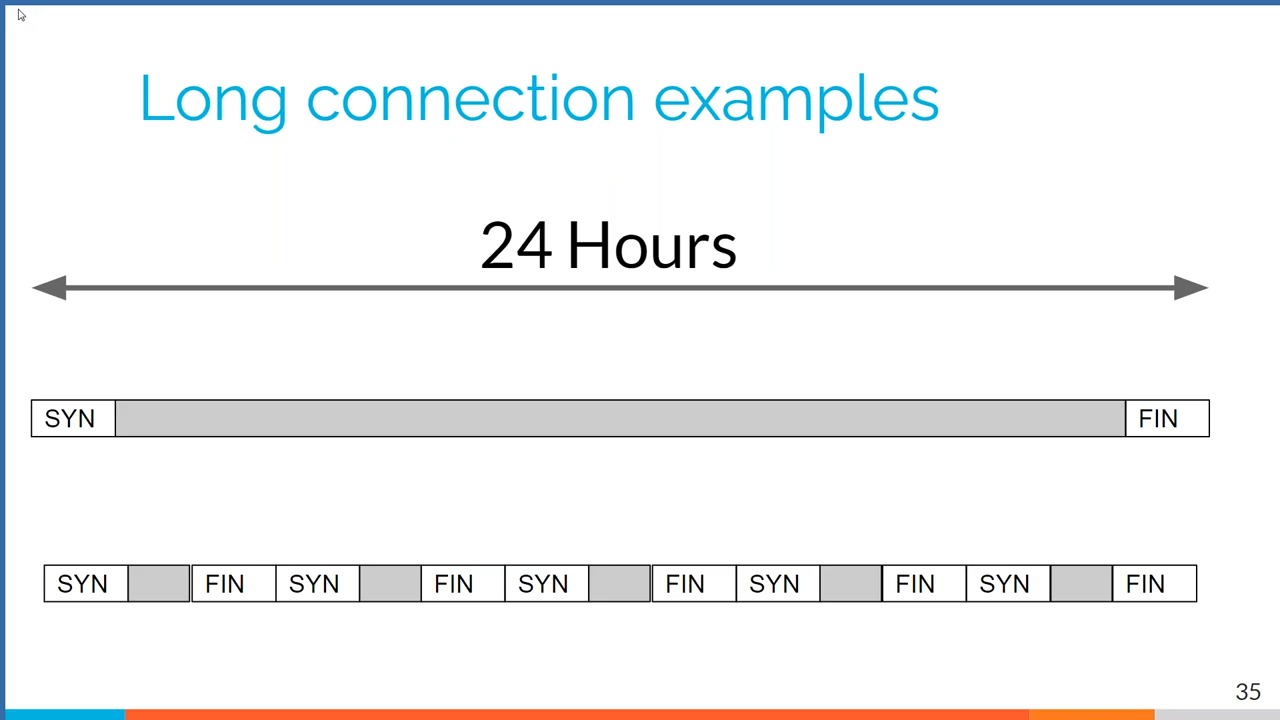 Long connection examples
24 Hours
SYN FIN
SYN FIN SYN FIN SYN FIN SYN FIN SYN FIN
35